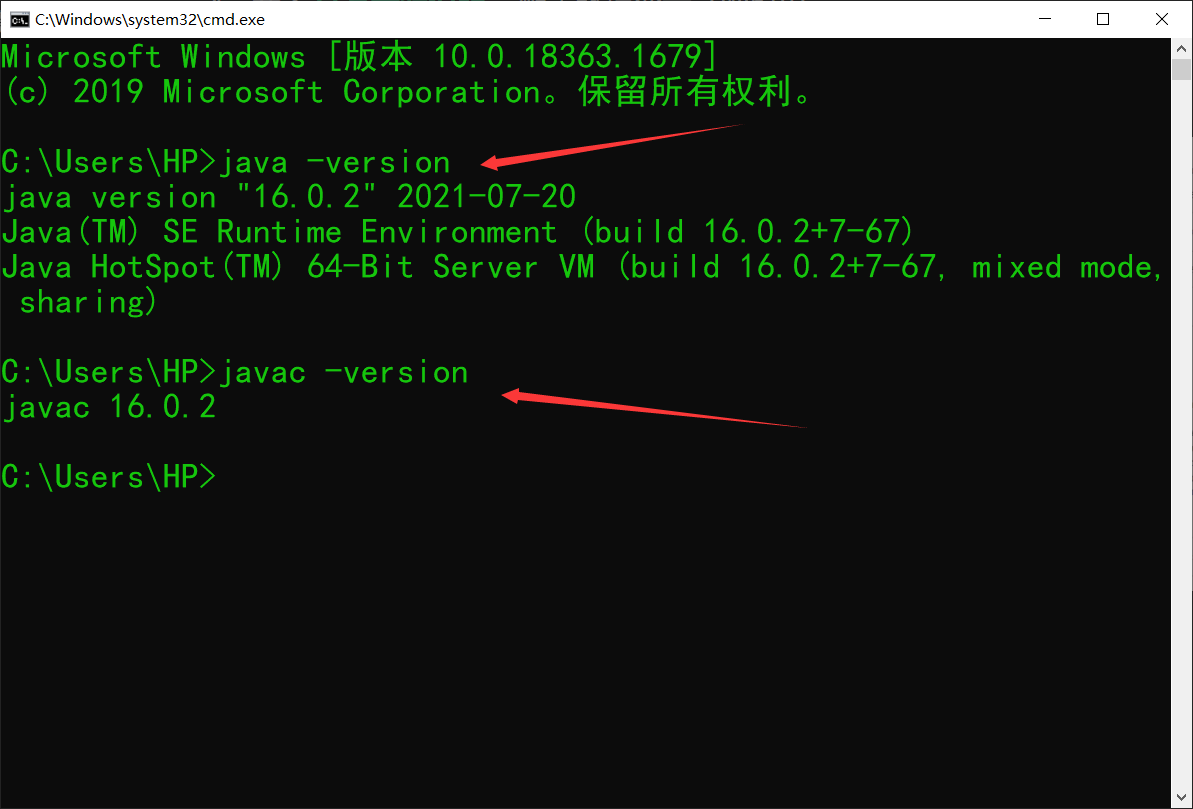 C:\Windows\system32\cmd.exe
Microsoft Windows [版本 10.0.18363.1679]
(c) 2019 Microsoft Corporation。保留所有权利。
C:\Users\HP>java -version
java version "16.0.2" 2021-07-20
Java(TM) SE Runtime Environment (build 16.0.2+7-67)
Java HotSpot(TM) 64-Bit Server VM (build 16.0.2+7-67, mixed mode,
sharing)
C:\Users\HP>javac -version
javac 16.0.2
C:\Users\HP>